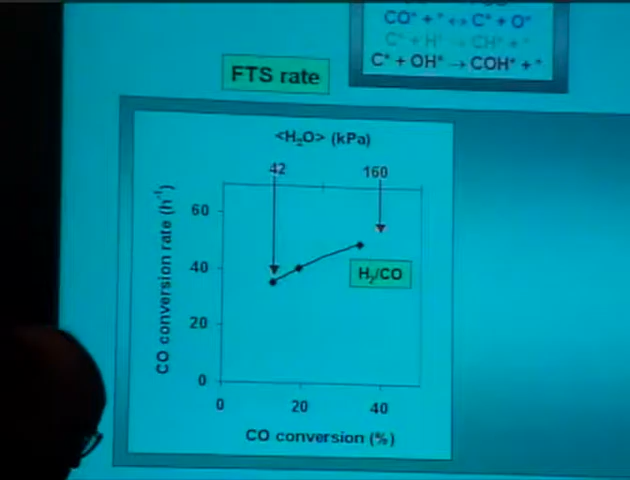 CO* + * ↔ C* + O*
C* + H* → CH* + *
C* + OH* → COH* + *
FTS rate
<H₂O> (kPa)
42 160
CO conversion rate (h⁻¹)
60
40
20
0
H₂/CO
0 20 40
CO conversion (%)